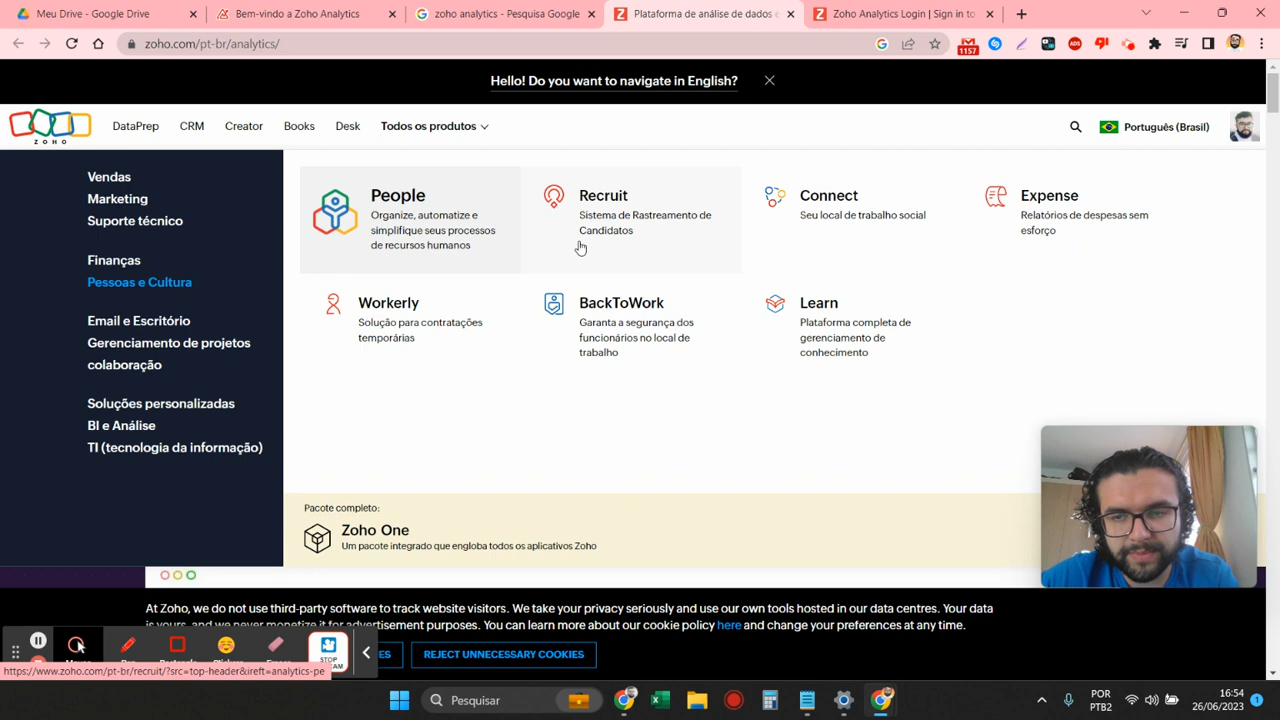 Meu Drive - Google Drive
Bem-vindo a Zoho Analytics
zoho analytics - Pesquisa Google
Plataforma de análise de dados e
Zoho Analytics Login | Sign in to
zoho.com/pt-br/analytics/
1157
ADS
Hello! Do you want to navigate in English?
ZOHO
DataPrep
CRM
Creator
Books
Desk
Todos os produtos
Português (Brasil)
Vendas
Marketing
Suporte técnico
Finanças
Pessoas e Cultura
Email e Escritório
Gerenciamento de projetos
colaboração
Soluções personalizadas
BI e Análise
TI (tecnologia da informação)
People
Organize, automatize e
simplifique seus processos
de recursos humanos
Recruit
Sistema de Rastreamento de
Candidatos
Connect
Seu local de trabalho social
Expense
Relatórios de despesas sem
esforço
Workerly
Solução para contratações
temporárias
BackToWork
Garanta a segurança dos
funcionários no local de
trabalho
Learn
Plataforma completa de
gerenciamento de
conhecimento
Pacote completo:
Zoho One
Um pacote integrado que engloba todos os aplicativos Zoho
At Zoho, we do not use third-party software to track website visitors. We take your privacy seriously and use our own tools hosted in our data centres. Your data
is yours, and we never monetize it for advertisement purposes. You can learn more about our cookie policy here and change your preferences at any time.
REJECT UNNECESSARY COOKIES
STOP
https://www.zoho.com/pt-br/recruit/?src=top-header&ireft=analytics-pe
Pesquisar
POR
PTB2
16:54
26/06/2023
1